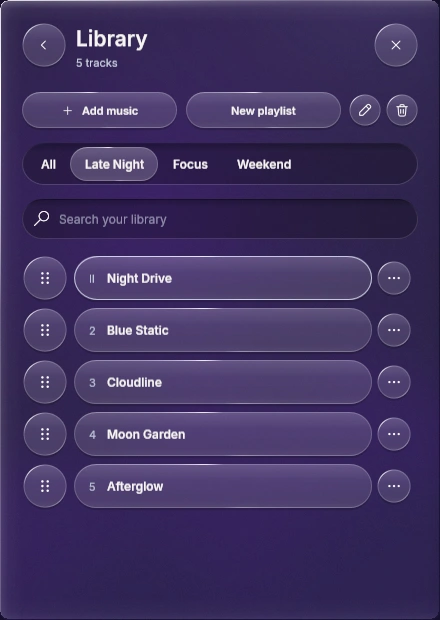 Library
5 tracks
Add music
New playlist
All Late Night Focus Weekend
Search your library
Night Drive
2 Blue Static
3 Cloudline
4 Moon Garden
5 Afterglow